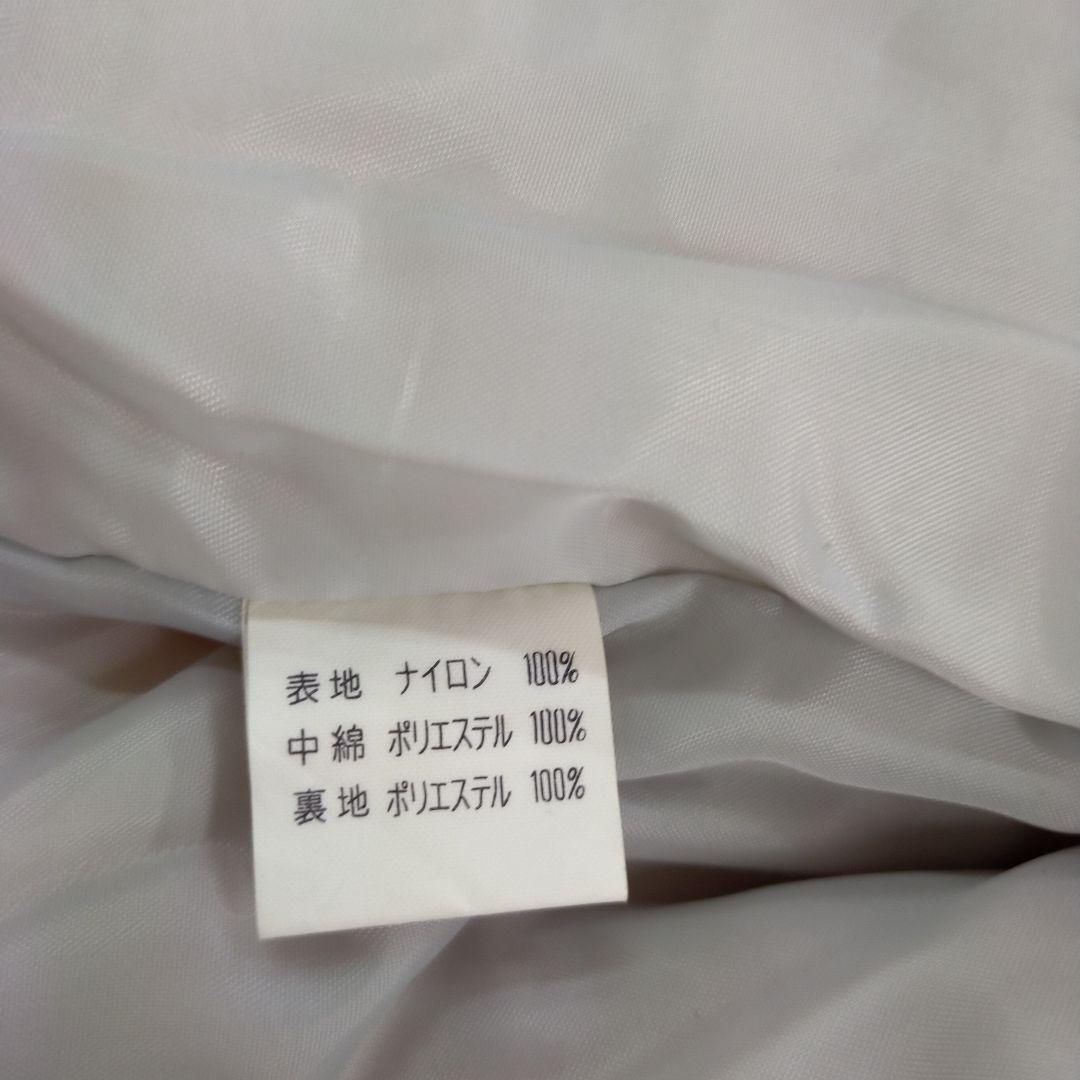 表地 ナイロン 100%
中綿 ポリエステル 100%
裏地 ポリエステル 100%